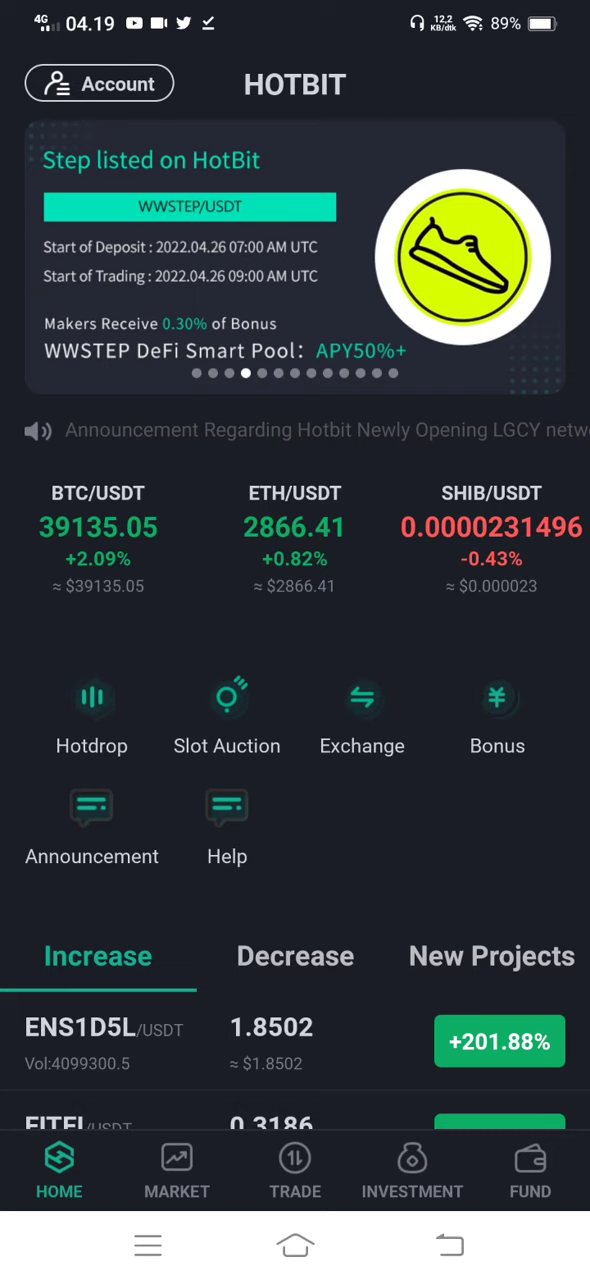 4G 04.19 12,2 KB/dtk 89%
Account HOTBIT
Step listed on HotBit
WWSTEP/USDT
Start of Deposit : 2022.04.26 07:00 AM UTC
Start of Trading : 2022.04.26 09:00 AM UTC
Makers Receive 0.30% of Bonus
WWSTEP DeFi Smart Pool: APY50%+
Announcement Regarding Hotbit Newly Opening LGCY netw
BTC/USDT ETH/USDT SHIB/USDT
39135.05 2866.41 0.0000231496
+2.09% +0.82% -0.43%
≈ $39135.05 ≈ $2866.41 ≈ $0.000023
Hotdrop Slot Auction Exchange Bonus
Announcement Help
Increase Decrease New Projects
ENS1D5L/USDT 1.8502 +201.88%
Vol:4099300.5 ≈ $1.8502
/USDT 0.3186
HOME MARKET TRADE INVESTMENT FUND